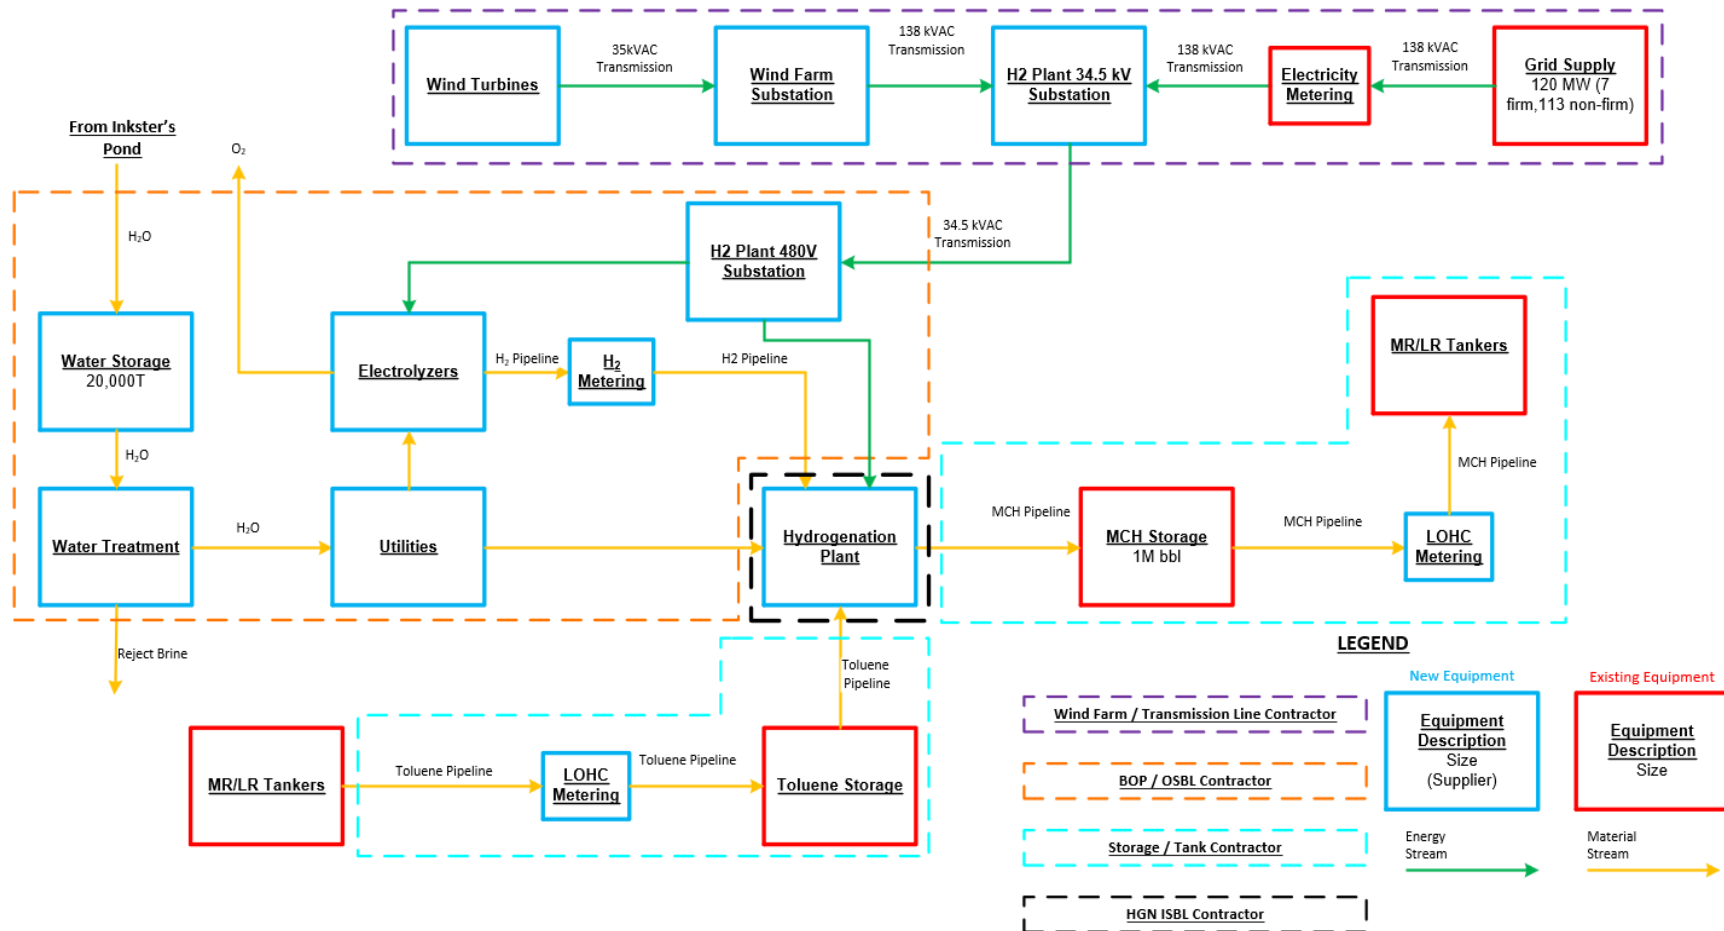 35kVAC
Transmission
138 kVAC
Transmission
138 kVAC
Transmission
138 kVAC
Transmission
Wind Turbines
Wind Farm
Substation
H2 Plant 34.5 kV
Substation
Electricity
Metering
Grid Supply
120 MW (7
firm,113 non-firm)
From Inkster’s
Pond
O₂
H₂O
34.5 kVAC
Transmission
H2 Plant 480V
Substation
Water Storage
20,000T
Electrolyzers
H₂ Pipeline
H₂
Metering
H2 Pipeline
MR/LR Tankers
H₂O
MCH Pipeline
Water Treatment
H₂O
Utilities
Hydrogenation
Plant
MCH Pipeline
MCH Storage
1M bbl
MCH Pipeline
LOHC
Metering
Reject Brine
Toluene
Pipeline
MR/LR Tankers
Toluene Pipeline
LOHC
Metering
Toluene Pipeline
Toluene Storage
LEGEND
New Equipment
Existing Equipment
Wind Farm / Transmission Line Contractor
BOP / OSBL Contractor
Storage / Tank Contractor
HGN ISBL Contractor
Equipment
Description
Size
(Supplier)
Equipment
Description
Size
Energy
Stream
Material
Stream